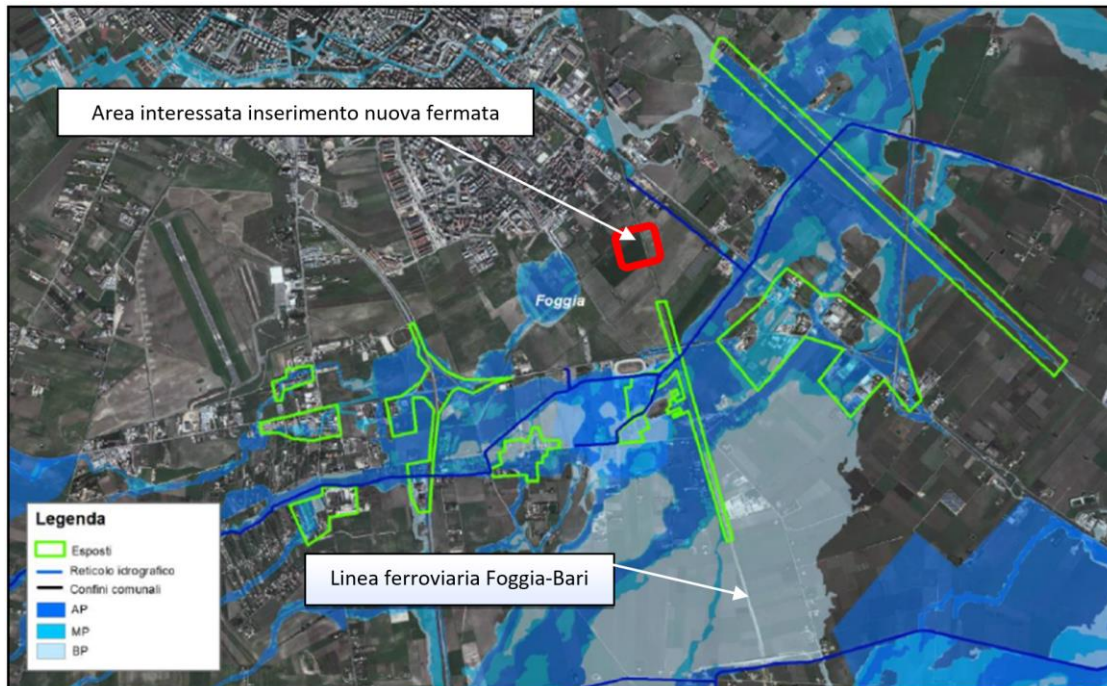 Area interessata inserimento nuova fermata
Foggia
Linea ferroviaria Foggia-Bari
Legenda
Esposti
Reticolo idrografico
Confini comunali
AP
MP
BP